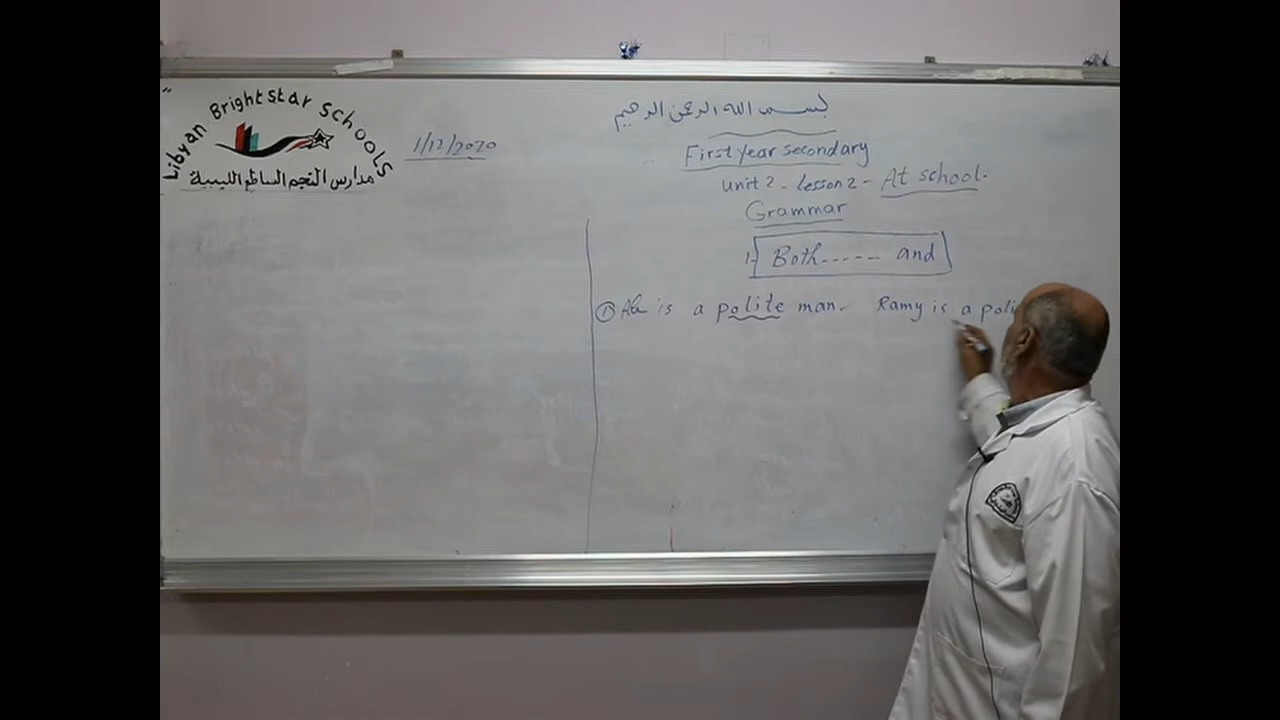 Libyan Bright star schools
مدارس النجم الساطع الليبية
1/12/2020
بسم الله الرحمن الرحيم
First year secondary
unit 2 - lesson 2 - At school.
Grammar
1- Both------ and
① Ali is a polite man. Ramy is a poli